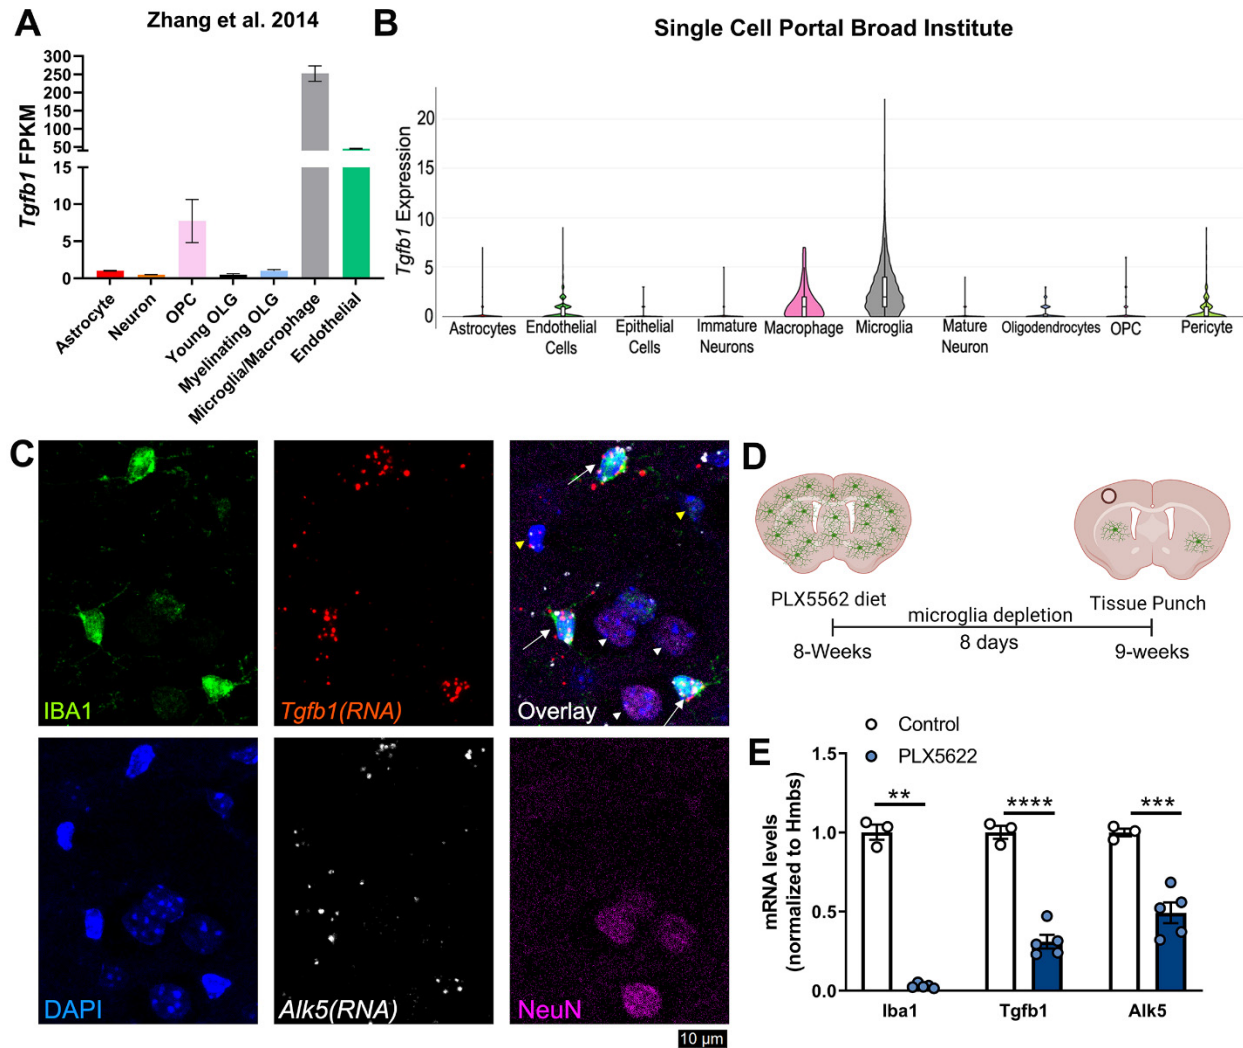 A
Zhang et al. 2014
Tgfb1 FPKM
300
250
200
150
100
50
15
10
5
0
Astrocyte
Neuron
OPC
Young OLG
Myelinating OLG
Microglia/Macrophage
Endothelial
B
Single Cell Portal Broad Institute
Tgfb1 Expression
20
15
10
5
0
Astrocytes
Endothelial
Cells
Epithelial
Cells
Immature
Neurons
Macrophage
Microglia
Mature
Neuron
Oligodendrocytes
OPC
Pericyte
C
IBA1
Tgfb1(RNA)
Overlay
DAPI
Alk5(RNA)
NeuN
10 µm
D
PLX5562 diet
microglia depletion
Tissue Punch
8-Weeks
8 days
9-weeks
E
Control
PLX5622
mRNA levels
(normalized to Hmbs)
1.5
1.0
0.5
0.0
**
****
***
Iba1
Tgfb1
Alk5